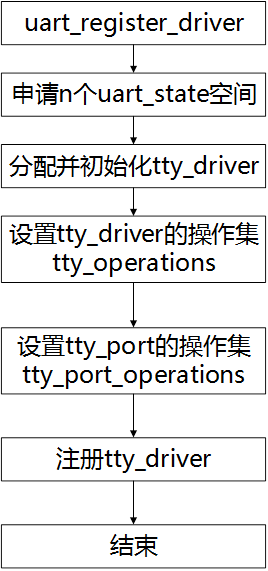 uart_register_driver
申请n个uart_state空间
分配并初始化tty_driver
设置tty_driver的操作集
tty_operations
设置tty_port的操作集
tty_port_operations
注册tty_driver
结束